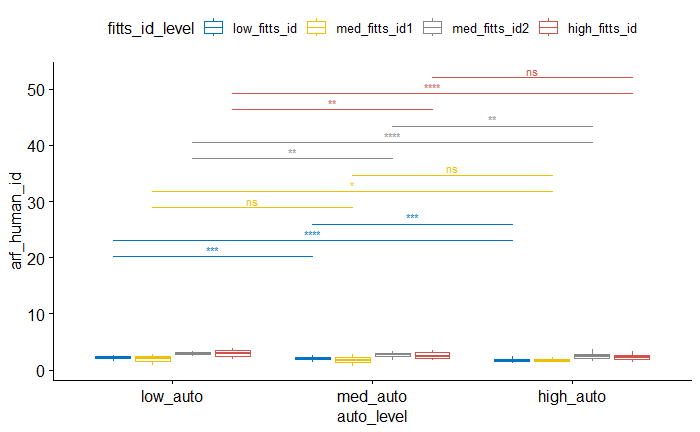 fitts_id_level low_fitts_id med_fitts_id1 med_fitts_id2 high_fitts_id
ns
****
**
**
****
**
ns
*
ns
***
****
***
50
40
30
20
10
0
arf_human_id
low_auto med_auto high_auto
auto_level